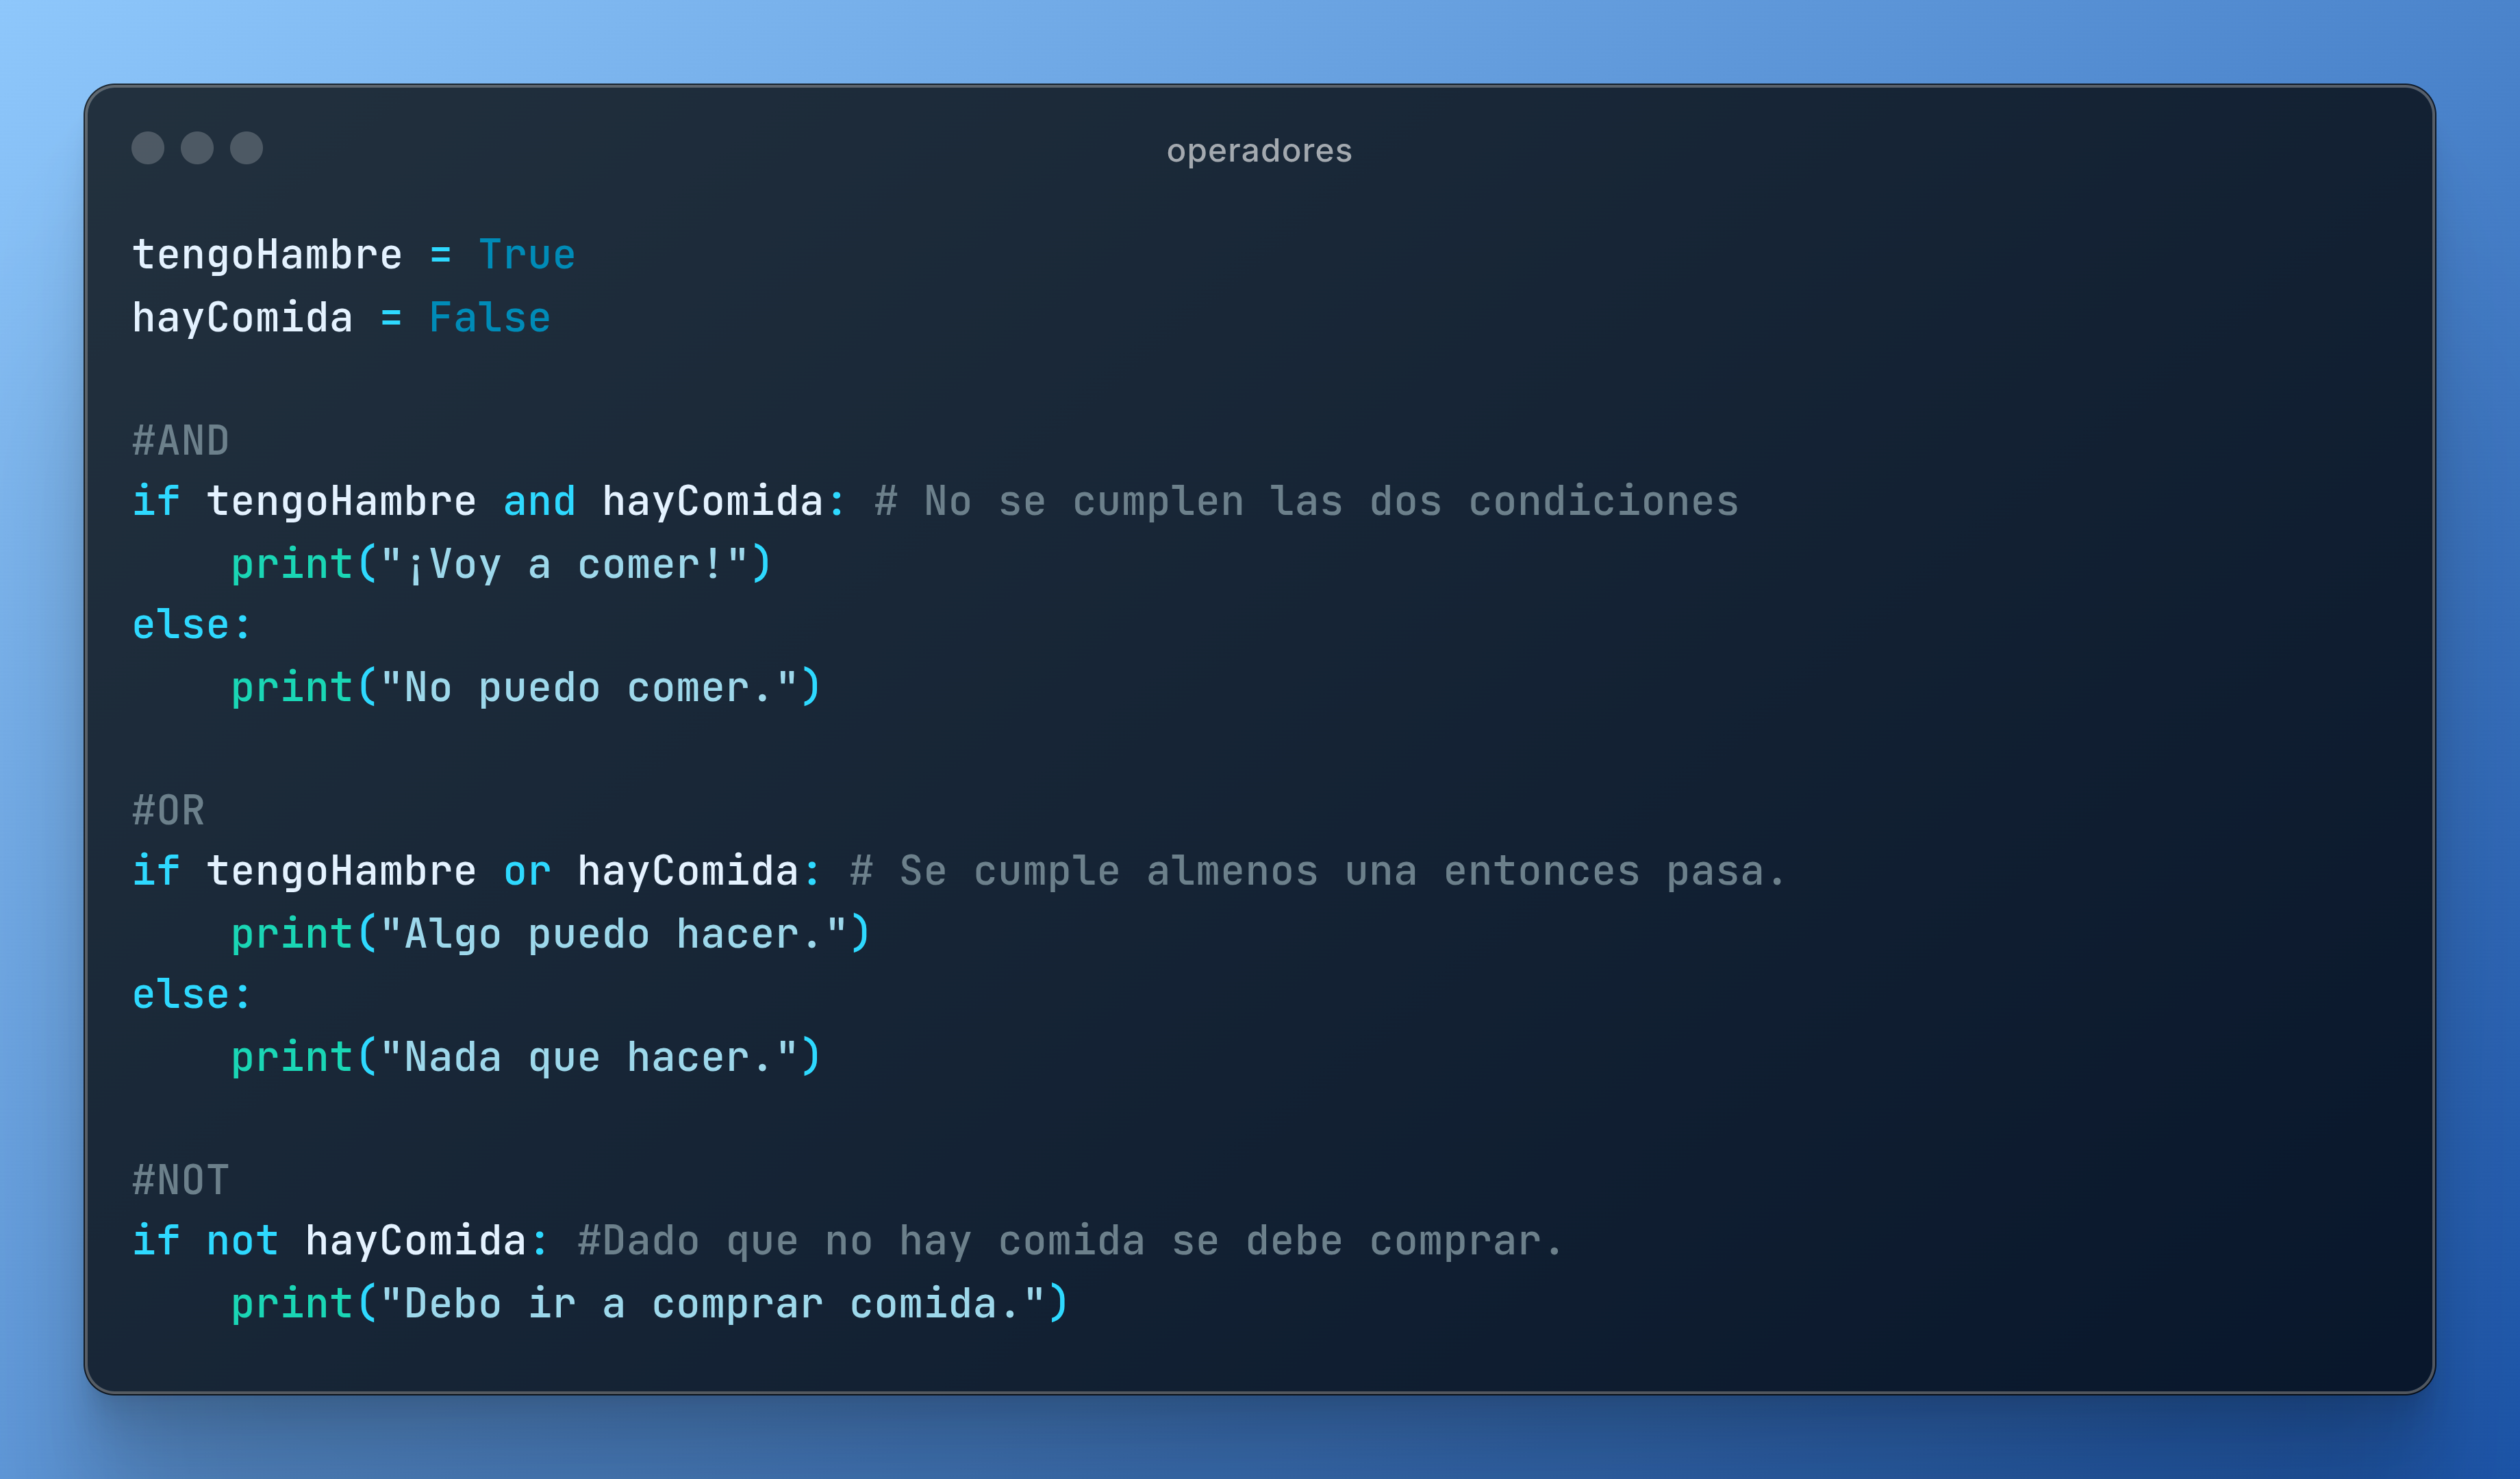 operadores
tengoHambre = True
hayComida = False
#AND
if tengoHambre and hayComida: # No se cumplen las dos condiciones
    print("¡Voy a comer!")
else:
    print("No puedo comer.")
#OR
if tengoHambre or hayComida: # Se cumple almenos una entonces pasa.
    print("Algo puedo hacer.")
else:
    print("Nada que hacer.")
#NOT
if not hayComida: #Dado que no hay comida se debe comprar.
    print("Debo ir a comprar comida.")